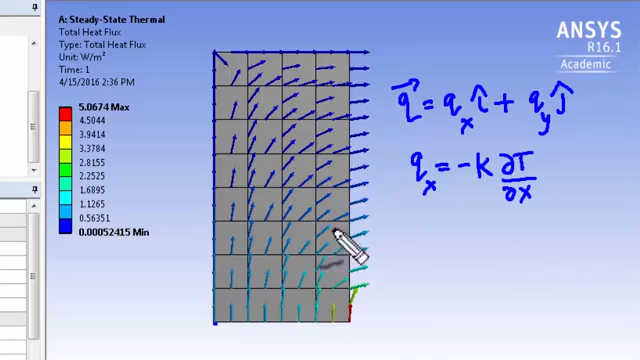 A: Steady-State Thermal
Total Heat Flux
Type: Total Heat Flux
Unit: W/m²
Time: 1
4/15/2016 2:36 PM
5.0674 Max
4.5044
3.9414
3.3784
2.8155
2.2525
1.6895
1.1265
0.56351
0.00052415 Min
ANSYS
R16.1
Academic
q⃗ = qₓ î + q_y ĵ
qₓ = -K ∂T/∂x